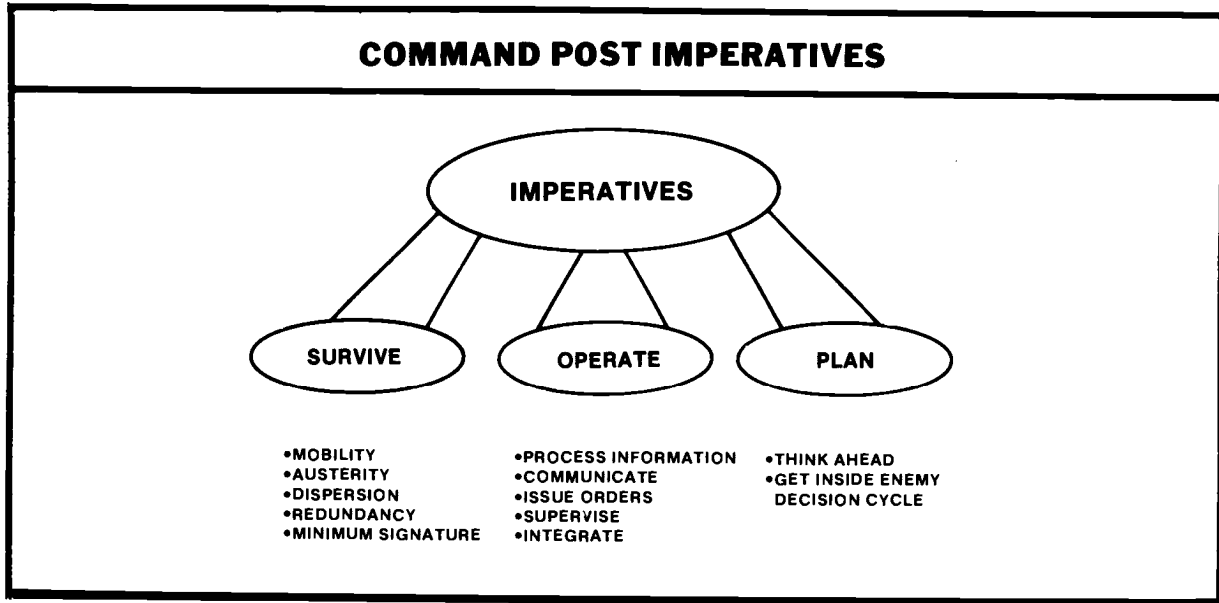 COMMAND POST IMPERATIVES
IMPERATIVES
SURVIVE
OPERATE
PLAN
•MOBILITY
•AUSTERITY
•DISPERSION
•REDUNDANCY
•MINIMUM SIGNATURE
•PROCESS INFORMATION
•COMMUNICATE
•ISSUE ORDERS
•SUPERVISE
•INTEGRATE
•THINK AHEAD
•GET INSIDE ENEMY
DECISION CYCLE